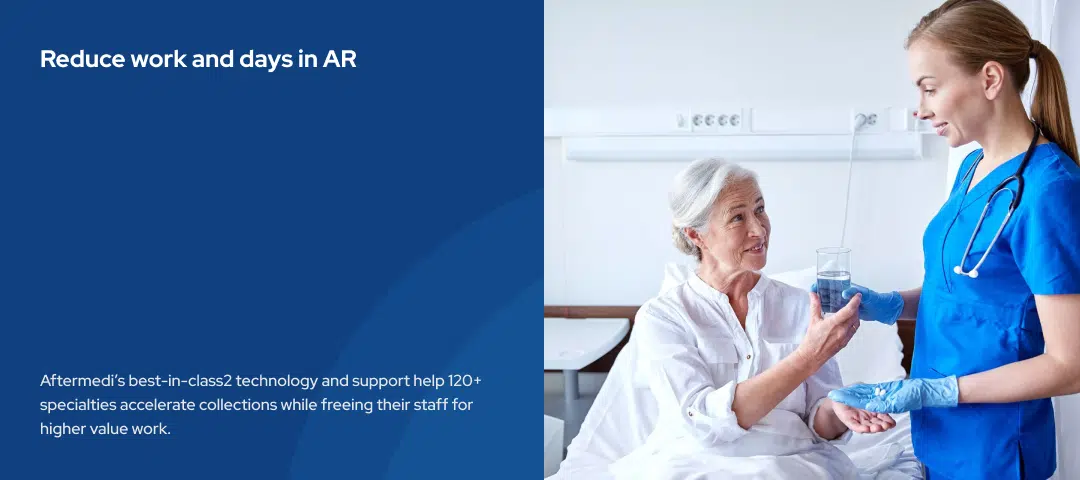 Reduce work and days in AR
Aftermedi’s best-in-class2 technology and support help 120+
specialties accelerate collections while freeing their staff for
higher value work.